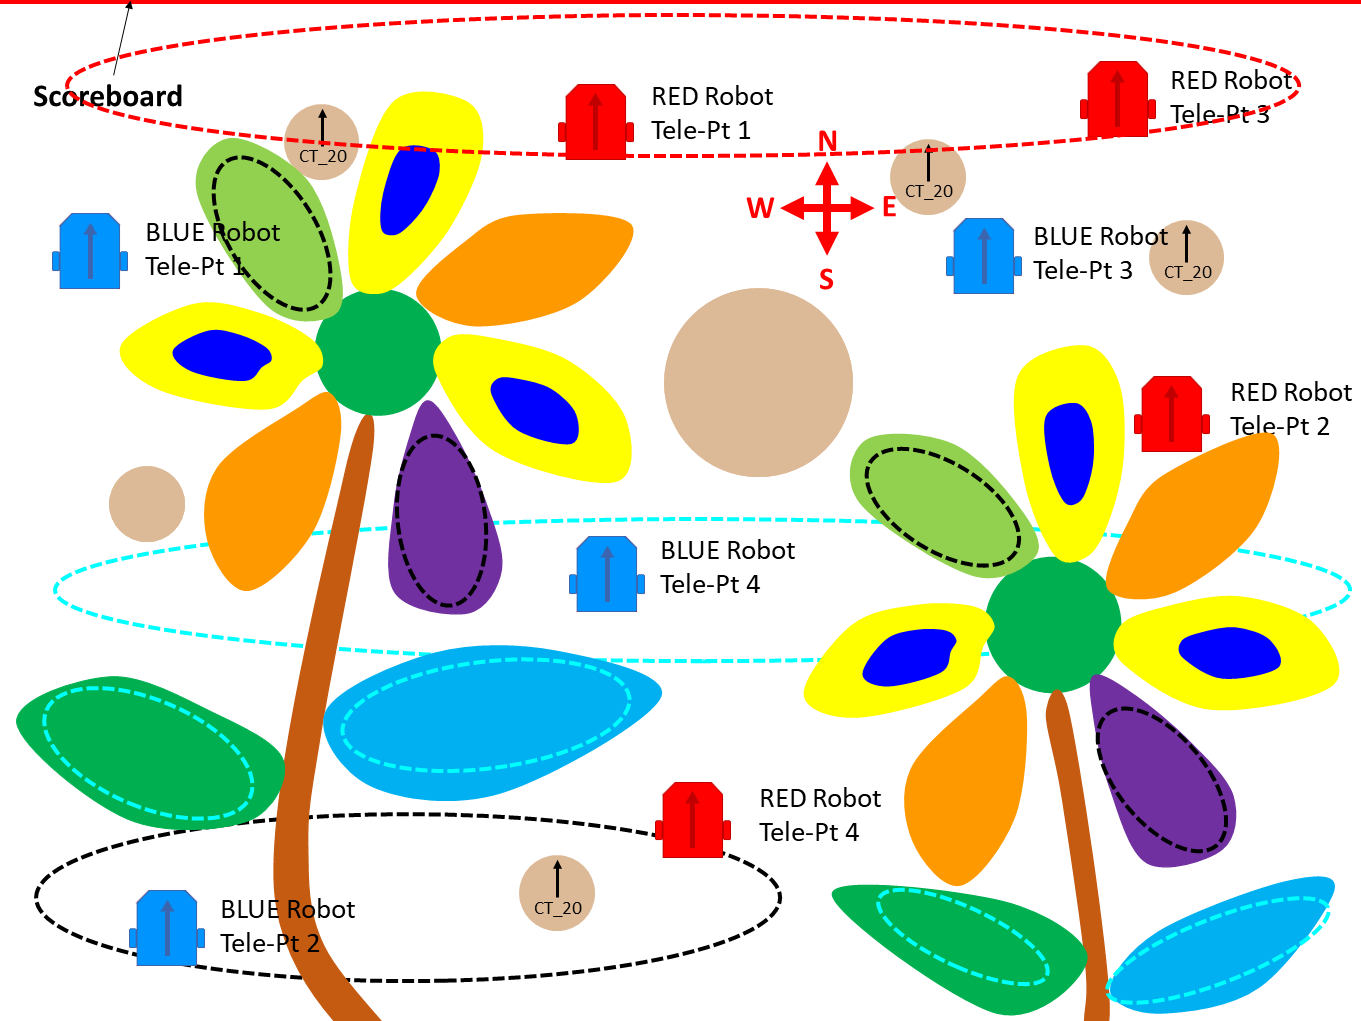 Scoreboard
RED Robot
Tele-Pt 1
RED Robot
Tele-Pt 3
CT_20
N
W
E
S
CT_20
BLUE Robot
Tele-Pt 1
BLUE Robot
Tele-Pt 3
CT_20
RED Robot
Tele-Pt 2
BLUE Robot
Tele-Pt 4
RED Robot
Tele-Pt 4
CT_20
BLUE Robot
Tele-Pt 2